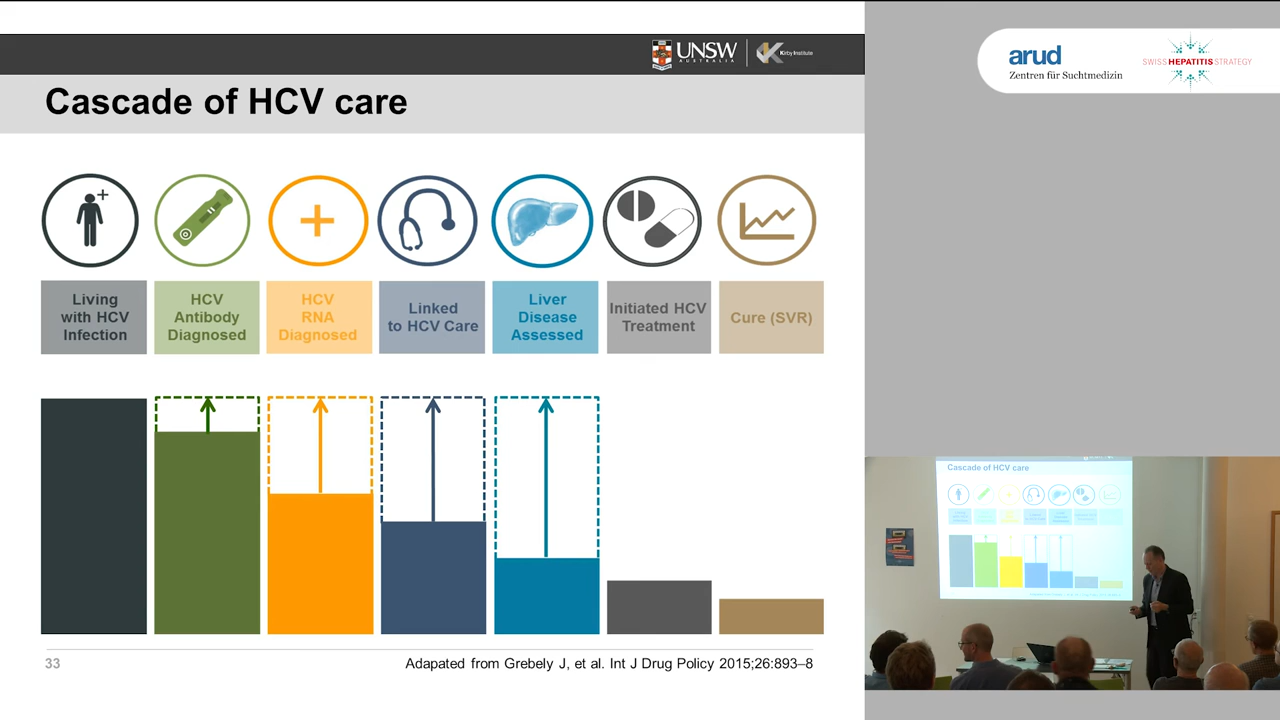 UNSW
AUSTRALIA
Kirby Institute
arud
Zentren für Suchtmedizin
SWISS HEPATITIS STRATEGY
Cascade of HCV care
Living
with HCV
Infection
HCV
Antibody
Diagnosed
HCV
RNA
Diagnosed
Linked
to HCV Care
Liver
Disease
Assessed
Initiated HCV
Treatment
Cure (SVR)
33
Adapated from Grebely J, et al. Int J Drug Policy 2015;26:893–8
Cascade of HCV care